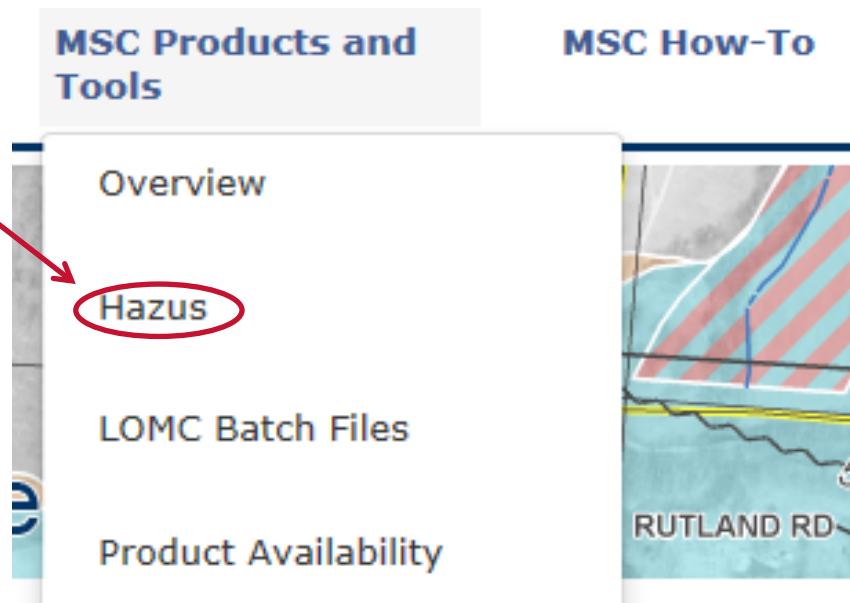 MSC Products and
Tools
MSC How-To
Overview
Hazus
LOMC Batch Files
Product Availability
RUTLAND RD